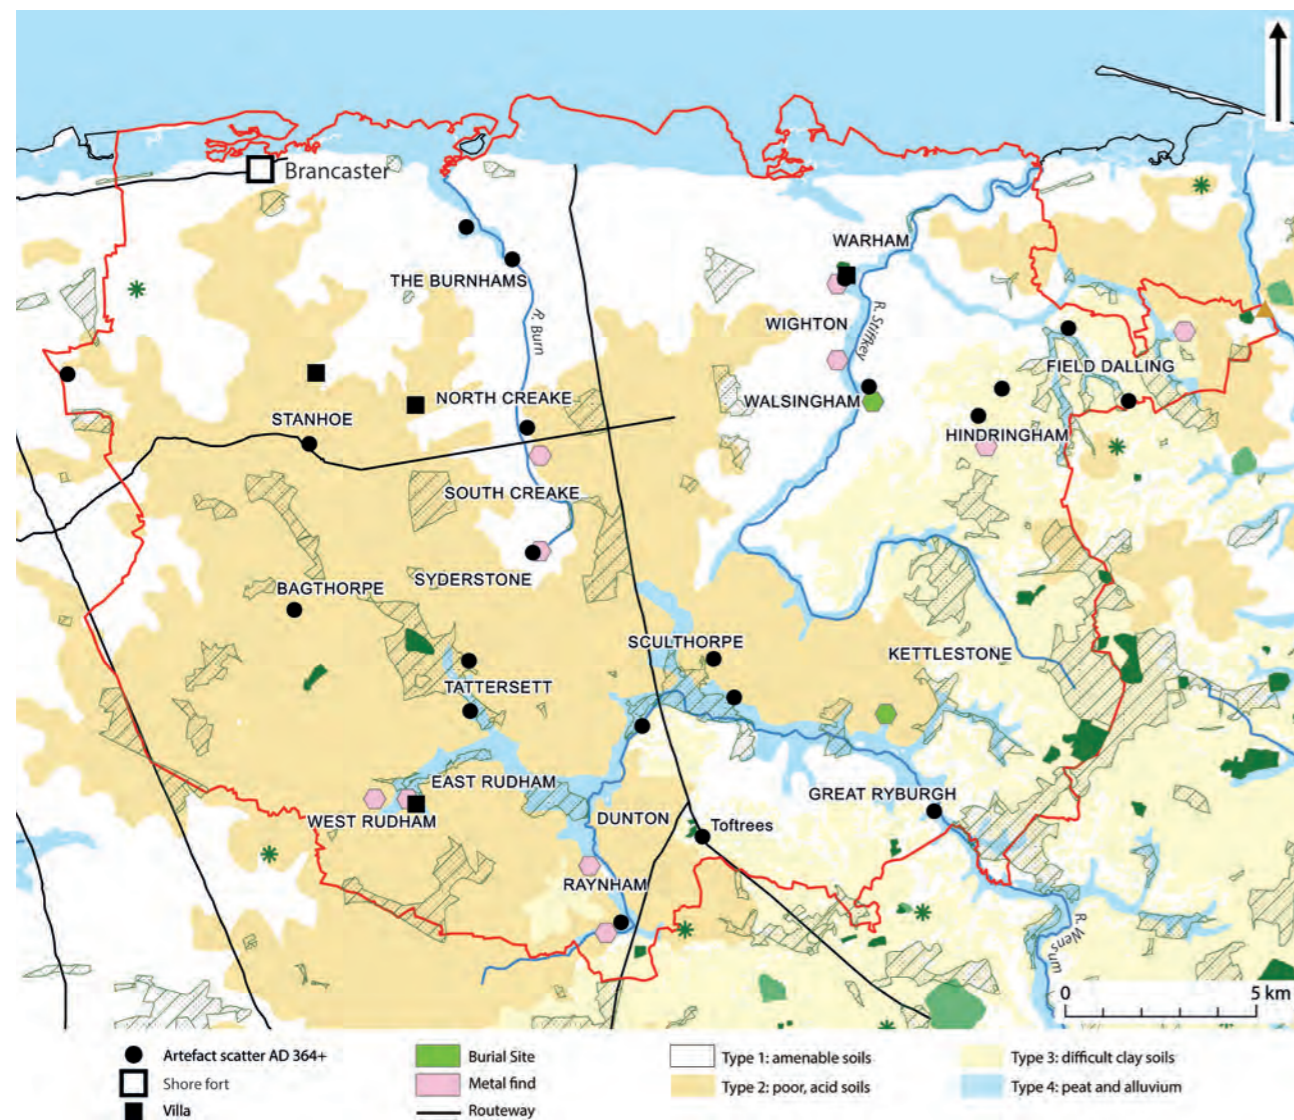 Brancaster
WARHAM
THE BURNHAMS
R. Burn
WIGHTON
R. Stiffkey
FIELD DALLING
NORTH CREAKE
WALSINGHAM
STANHOE
HINDRINGHAM
SOUTH CREAKE
SYDERSTONE
BAGTHORPE
SCULTHORPE
KETTLESTONE
TATTERSETT
EAST RUDHAM
GREAT RYBURGH
WEST RUDHAM
DUNTON
Toftrees
RAYNHAM
R. Wensum
0 5 km
Artefact scatter AD 364+
Shore fort
Villa
Burial Site
Metal find
Routeway
Type 1: amenable soils
Type 2: poor, acid soils
Type 3: difficult clay soils
Type 4: peat and alluvium